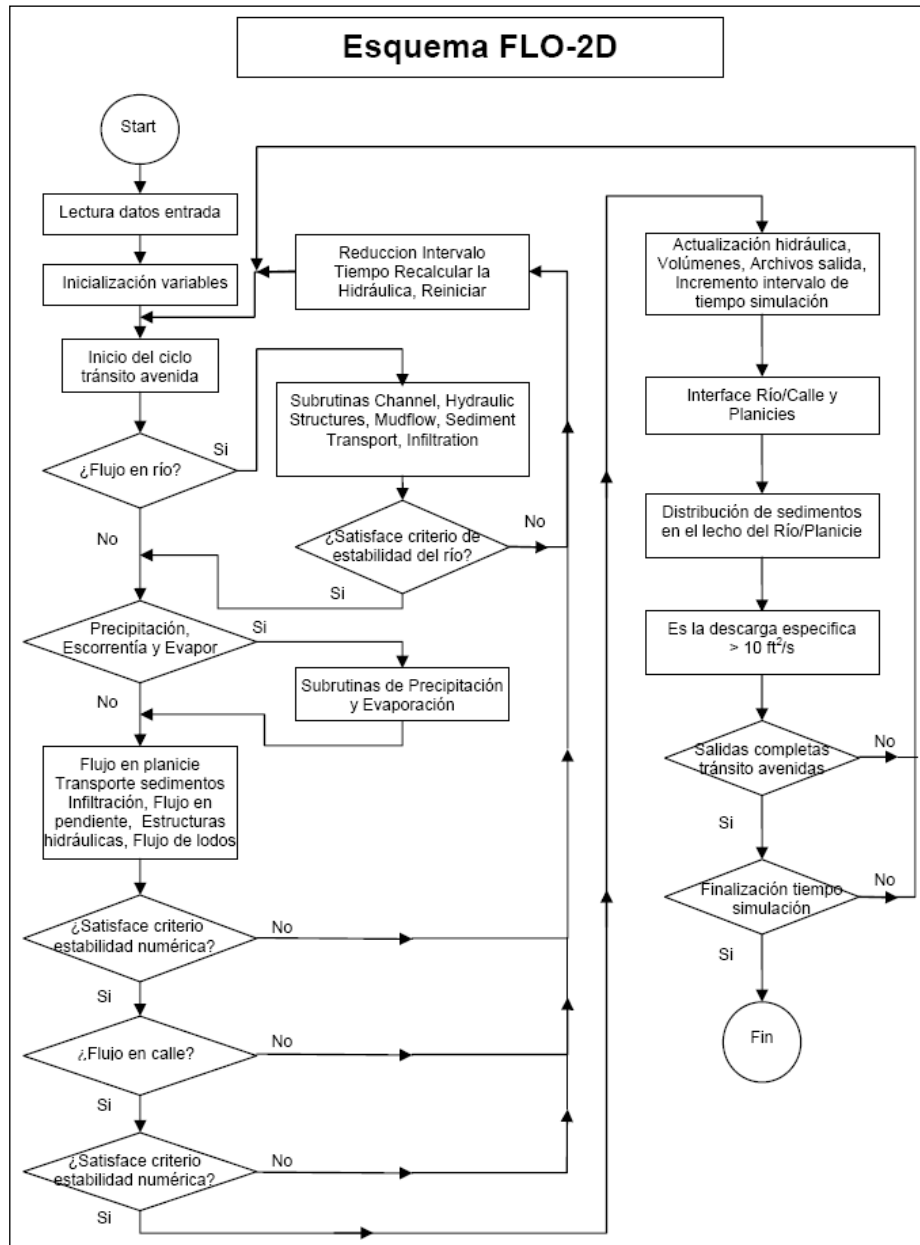 Esquema FLO-2D
Start
Lectura datos entrada
Inicialización variables
Inicio del ciclo
tránsito avenida
¿Flujo en río?
Si
No
Reduccion Intervalo
Tiempo Recalcular la
Hidráulica, Reiniciar
Subrutinas Channel, Hydraulic
Structures, Mudflow, Sediment
Transport, Infiltration
¿Satisface criterio de
estabilidad del río?
No
Si
Precipitación,
Escorrentía y Evapor
Si
No
Subrutinas de Precipitación
y Evaporación
Flujo en planicie
Transporte sedimentos
Infiltración, Flujo en
pendiente, Estructuras
hidráulicas, Flujo de lodos
¿Satisface criterio
estabilidad numérica?
No
Si
¿Flujo en calle?
No
Si
¿Satisface criterio
estabilidad numérica?
No
Si
Actualización hidráulica,
Volúmenes, Archivos salida,
Incremento intervalo de
tiempo simulación
Interface Río/Calle y
Planicies
Distribución de sedimentos
en el lecho del Río/Planicie
Es la descarga especifica
> 10 ft²/s
Salidas completas
tránsito avenidas
No
Si
Finalización tiempo
simulación
No
Si
Fin